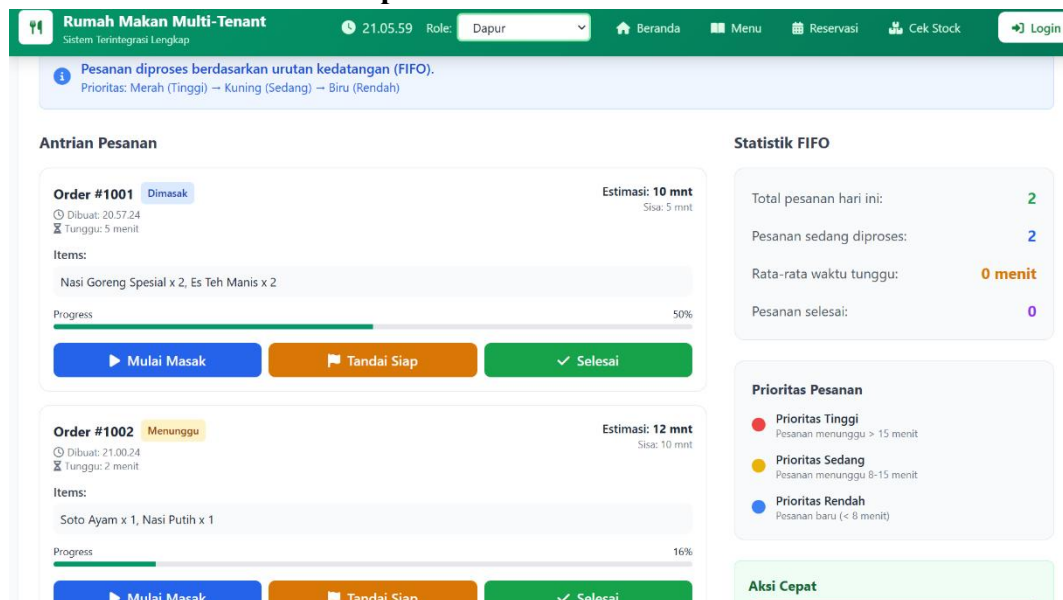 Rumah Makan Multi-Tenant
Sistem Terintegrasi Lengkap
21.05.59 Role: Dapur Beranda Menu Reservasi Cek Stock Login
Pesanan diproses berdasarkan urutan kedatangan (FIFO).
Prioritas: Merah (Tinggi) → Kuning (Sedang) → Biru (Rendah)
Antrian Pesanan
Order #1001 Dimasak
Estimasi: 10 mnt
Dibuat: 20.57.24
Sisa: 5 mnt
Tunggu: 5 menit
Items:
Nasi Goreng Spesial x 2, Es Teh Manis x 2
Progress 50%
Mulai Masak Tandai Siap Selesai
Order #1002 Menunggu
Estimasi: 12 mnt
Dibuat: 21.00.24
Sisa: 10 mnt
Tunggu: 2 menit
Items:
Soto Ayam x 1, Nasi Putih x 1
Progress 16%
Mulai Masak Tandai Siap Selesai
Statistik FIFO
Total pesanan hari ini: 2
Pesanan sedang diproses: 2
Rata-rata waktu tunggu: 0 menit
Pesanan selesai: 0
Prioritas Pesanan
Prioritas Tinggi
Pesanan menunggu > 15 menit
Prioritas Sedang
Pesanan menunggu 8-15 menit
Prioritas Rendah
Pesanan baru (< 8 menit)
Aksi Cepat